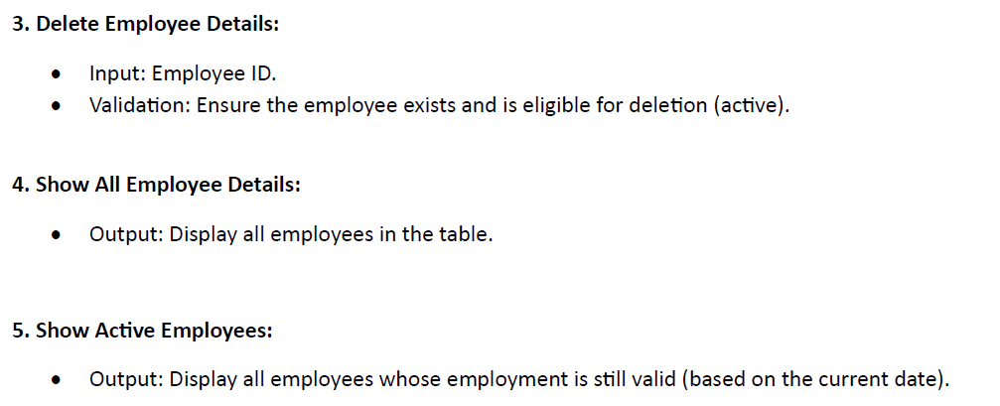 3. Delete Employee Details:
● Input: Employee ID.
● Validation: Ensure the employee exists and is eligible for deletion (active).
4. Show All Employee Details:
● Output: Display all employees in the table.
5. Show Active Employees:
● Output: Display all employees whose employment is still valid (based on the current date).